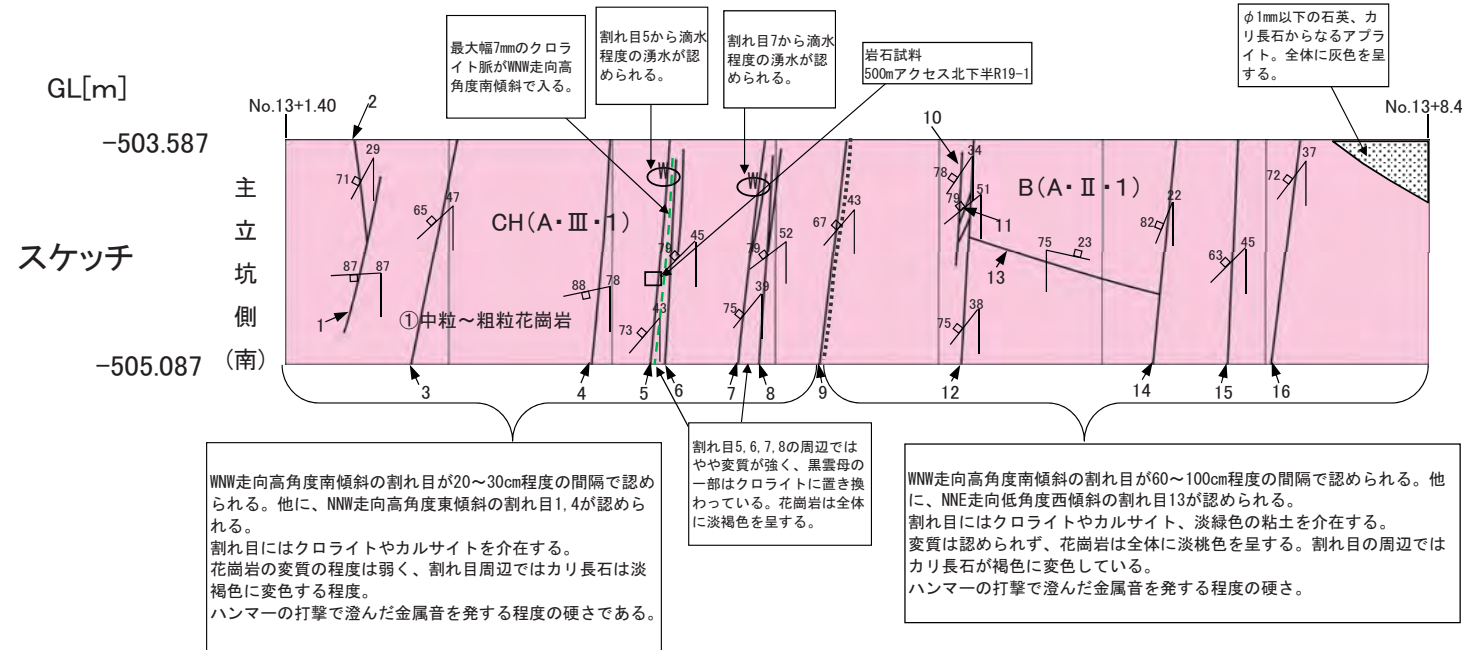 最大幅7mmのクロラ
イト脈がWNW走向高
角度南傾斜で入る。
割れ目5から滴水
程度の湧水が認
められる。
割れ目7から滴水
程度の湧水が認
められる。
岩石試料
500mアクセス北下半R19-1
φ1mm以下の石英、カ
リ長石からなるアプ
ライト。全体に灰色を呈
する。
GL[m]
No.13+1.40
2
10
No.13+8.4
-503.587
-505.087
スケッチ
主
立
坑
側
(南)
29
71
47
65
87
87
1
CH(A・Ⅲ・1)
①中粒～粗粒花崗岩
88
78
W
79
45
43
73
W
79
52
39
75
67
43
34
78
51
79
11
B(A・Ⅱ・1)
13
75
23
38
75
22
82
63
45
37
72
3
4
5
6
7
8
9
12
14
15
16
WNW走向高角度南傾斜の割れ目が20～30cm程度の間隔で認め
られる。他に、NNW走向高角度東傾斜の割れ目1,4が認めら
れる。
割れ目にはクロライトやカルサイトを介在する。
花崗岩の変質の程度は弱く、割れ目周辺ではカリ長石は淡
褐色に変色する程度。
ハンマーの打撃で澄んだ金属音を発する程度の硬さである。
割れ目5,6,7,8の周辺では
やや変質が強く、黒雲母の
一部はクロライトに置き換
わっている。花崗岩は全体
に淡褐色を呈する。
WNW走向高角度南傾斜の割れ目が60～100cm程度の間隔で認められる。他
に、NNE走向低角度西傾斜の割れ目13が認められる。
割れ目にはクロライトやカルサイト、淡緑色の粘土を介在する。
変質は認められず、花崗岩は全体に淡桃色を呈する。割れ目の周辺では
カリ長石が褐色に変色している。
ハンマーの打撃で澄んだ金属音を発する程度の硬さ。